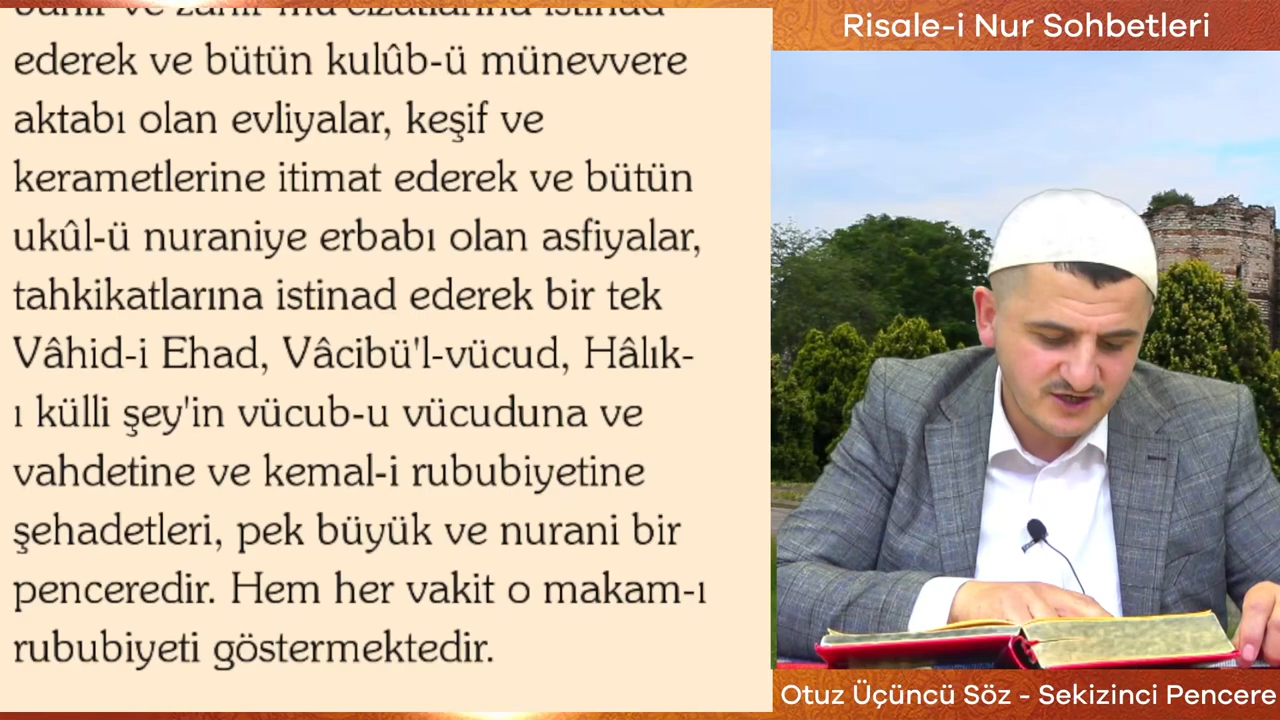 Risale-i Nur Sohbetleri
ederek ve bütün kulûb-ü münevvere
aktabı olan evliyalar, keşif ve
kerametlerine itimat ederek ve bütün
ukûl-ü nuraniye erbabı olan asfiyalar,
tahkikatlarına istinad ederek bir tek
Vâhid-i Ehad, Vâcibü'l-vücud, Hâlık-
ı külli şey'in vücub-u vücuduna ve
vahdetine ve kemal-i rububiyetine
şehadetleri, pek büyük ve nurani bir
penceredir. Hem her vakit o makam-ı
rububiyeti göstermektedir.
Otuz Üçüncü Söz - Sekizinci Pencere